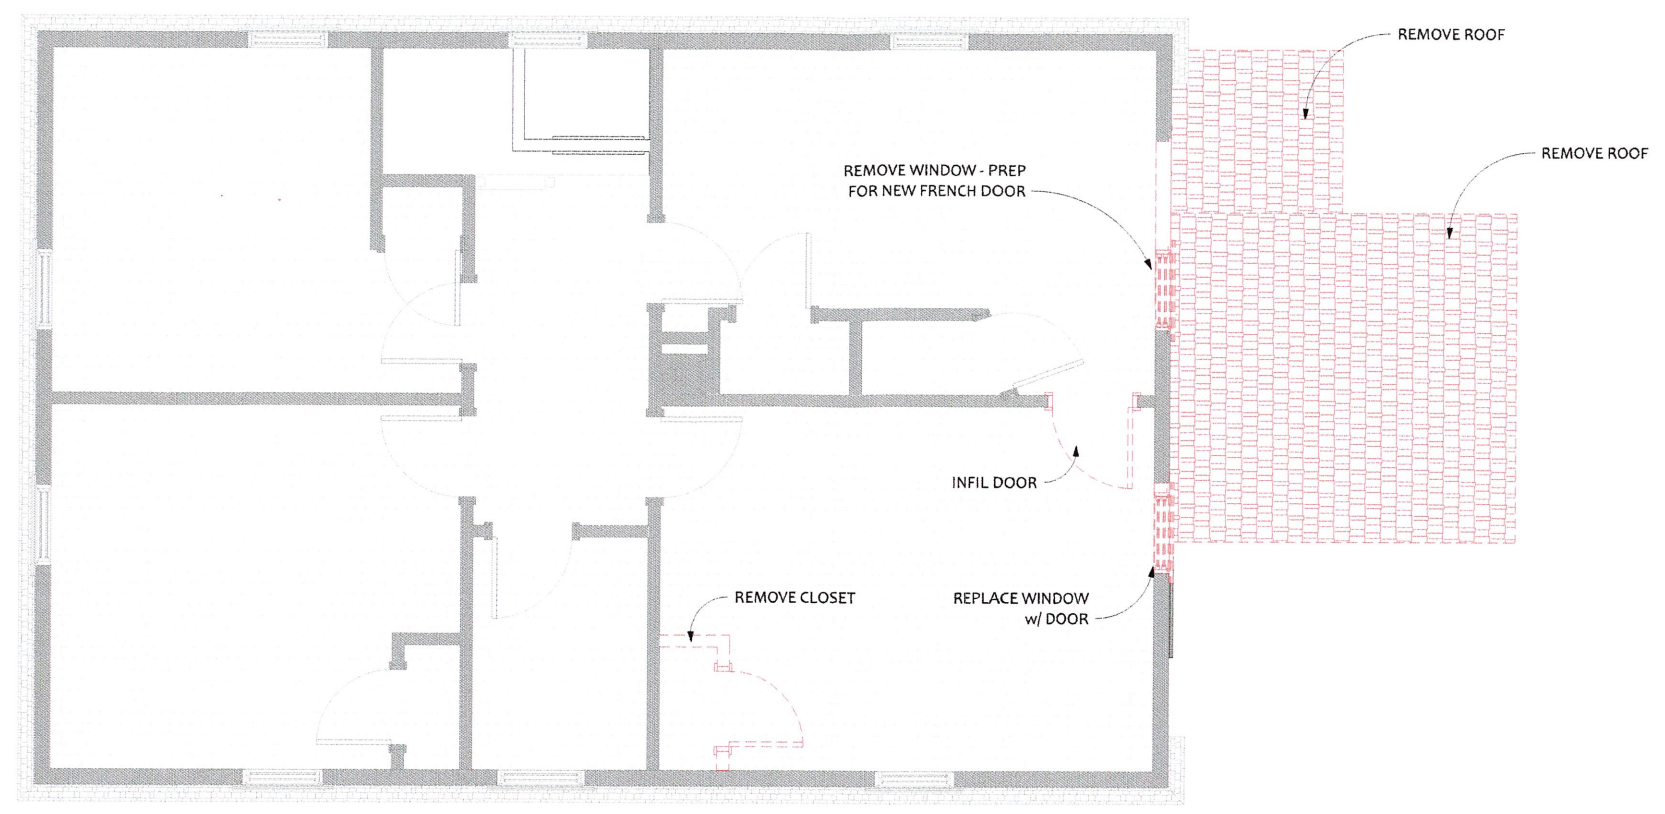 REMOVE ROOF
REMOVE ROOF
REMOVE WINDOW - PREP
FOR NEW FRENCH DOOR
INFIL DOOR
REMOVE CLOSET
REPLACE WINDOW
w/ DOOR